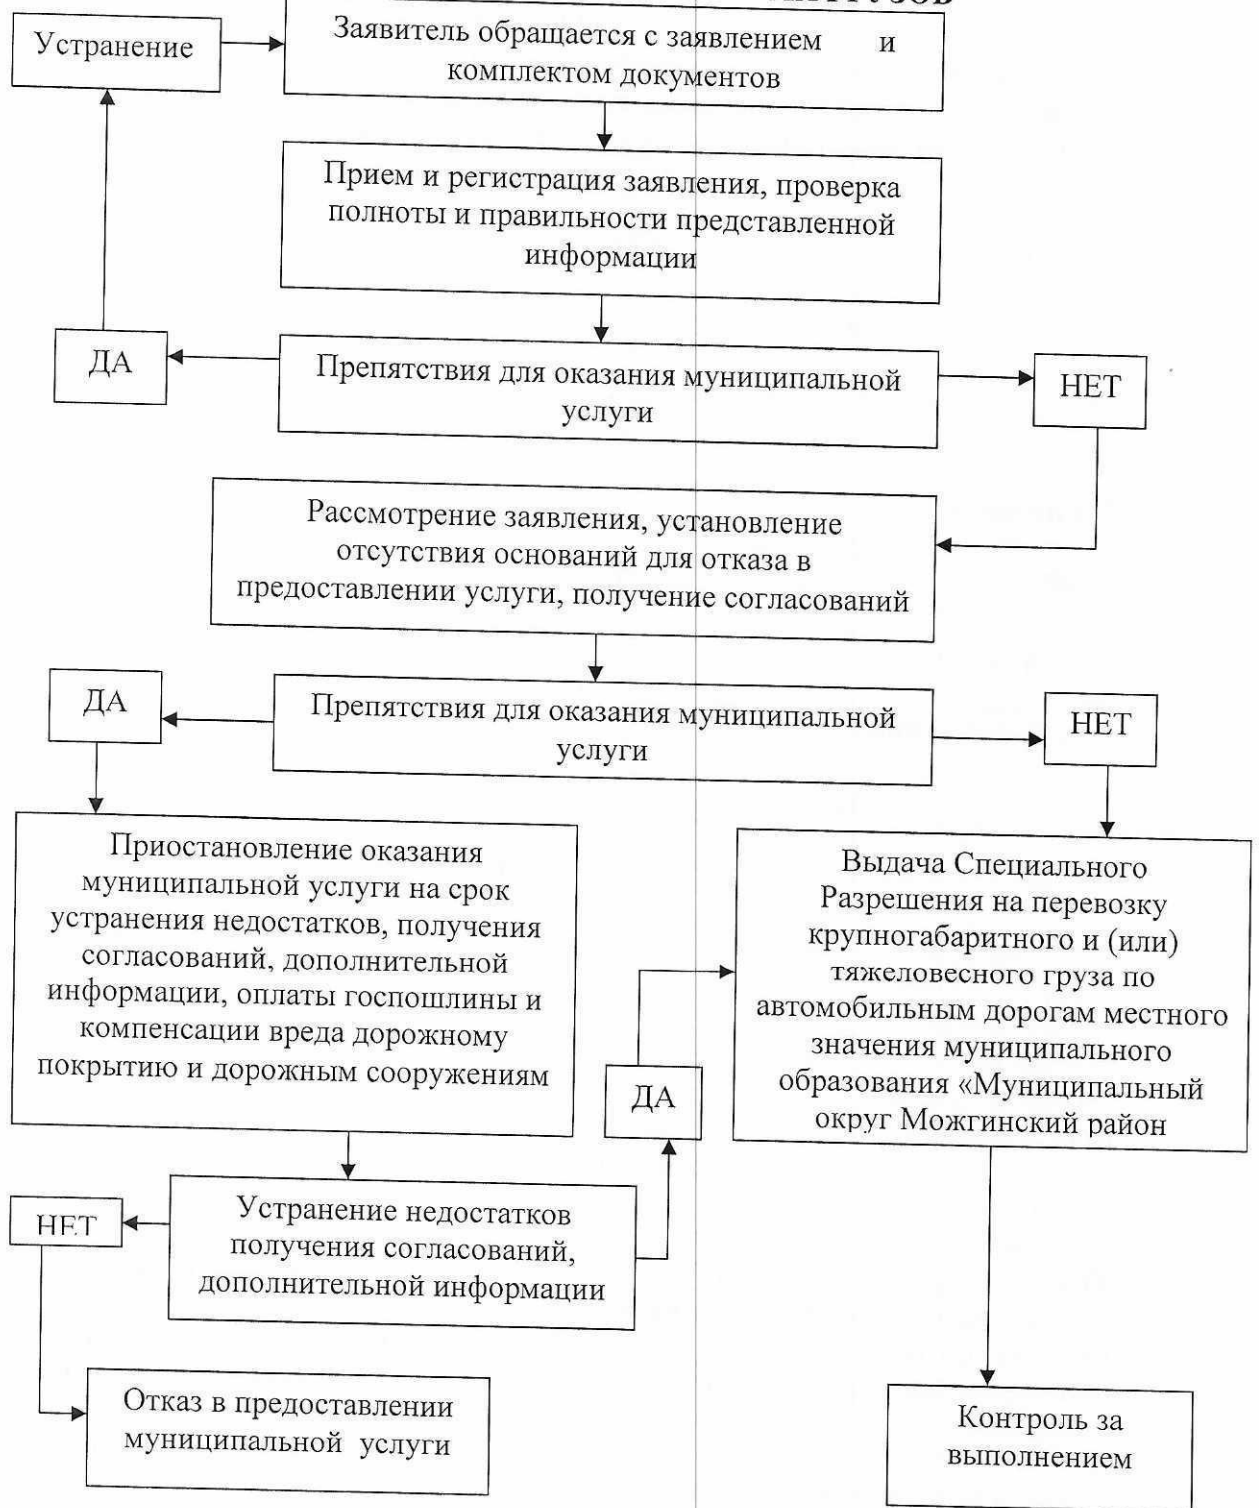 ГРУЗОВ
Устранение
Заявитель обращается с заявлением и
комплектом документов
Прием и регистрация заявления, проверка
полноты и правильности представленной
информации
ДА
Препятствия для оказания муниципальной
услуги
НЕТ
Рассмотрение заявления, установление
отсутствия оснований для отказа в
предоставлении услуги, получение согласований
ДА
Препятствия для оказания муниципальной
услуги
НЕТ
Приостановление оказания
муниципальной услуги на срок
устранения недостатков, получения
согласований, дополнительной
информации, оплаты госпошлины и
компенсации вреда дорожному
покрытию и дорожным сооружениям
Выдача Специального
Разрешения на перевозку
крупногабаритного и (или)
тяжеловесного груза по
автомобильным дорогам местного
значения муниципального
образования «Муниципальный
округ Можгинский район
ДА
НЕТ
Устранение недостатков
получения согласований,
дополнительной информации
Отказ в предоставлении
муниципальной услуги
Контроль за
выполнением